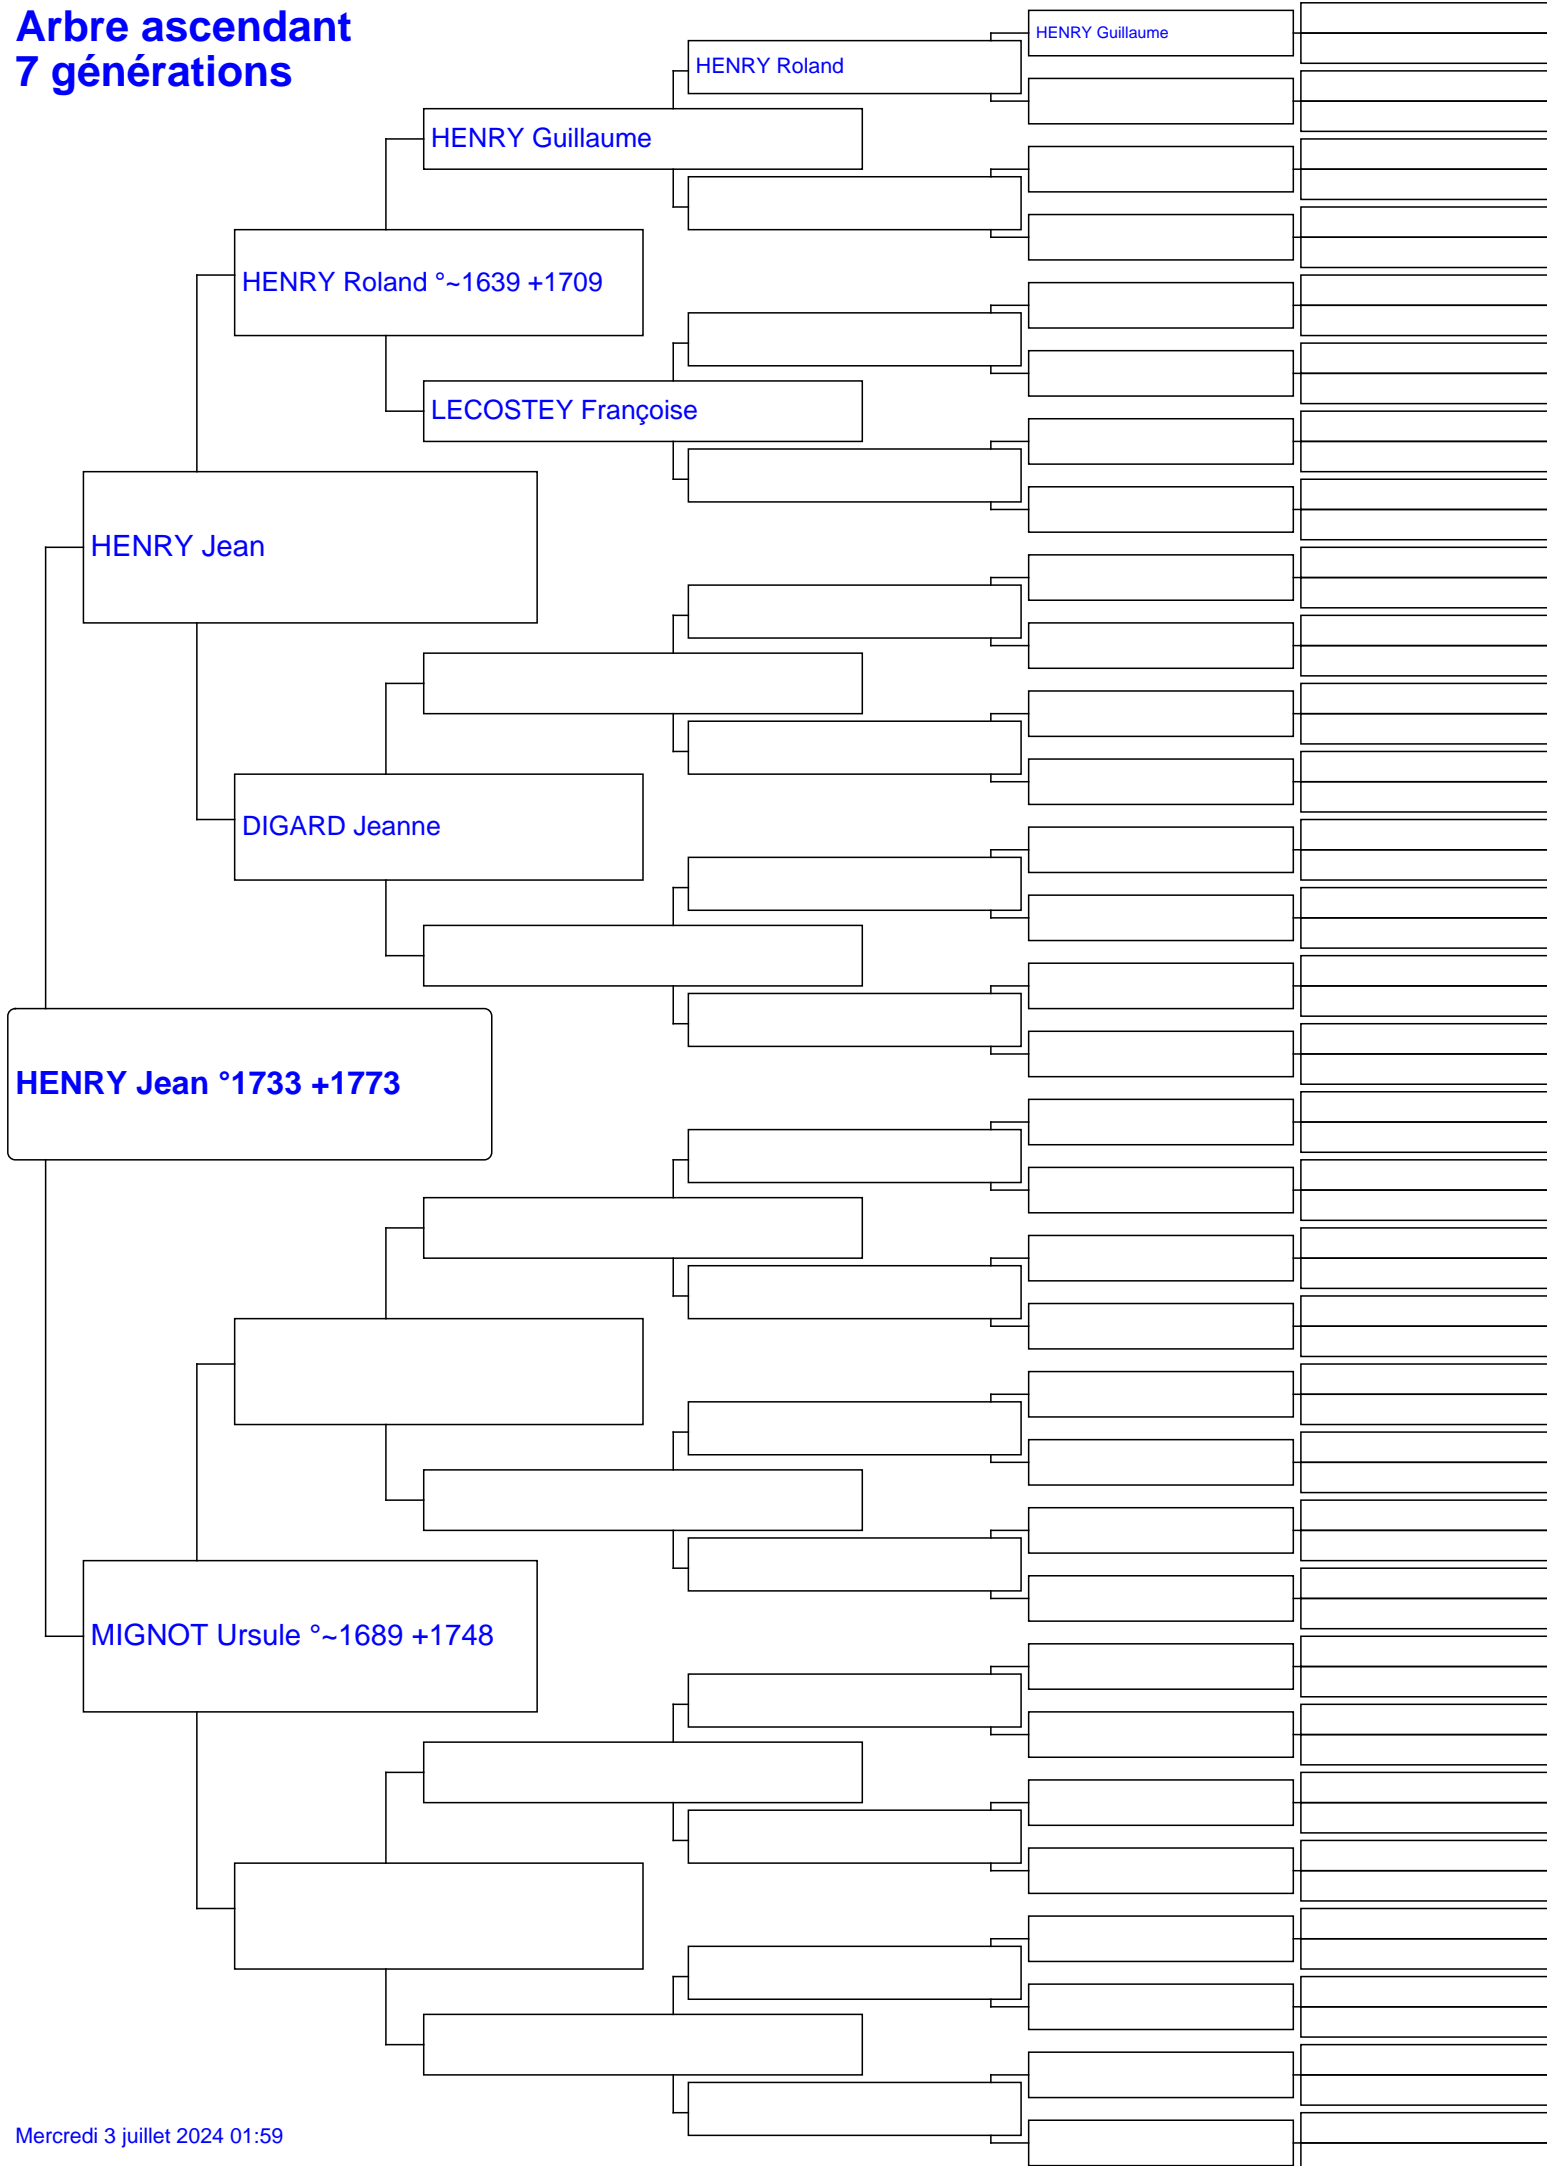 Arbre ascendant
7 générations
HENRY Guillaume
HENRY Roland
HENRY Guillaume
HENRY Roland °~1639 +1709
LECOSTEY Françoise
HENRY Jean
DIGARD Jeanne
HENRY Jean °1733 +1773
MIGNOT Ursule °~1689 +1748
Mercredi 3 juillet 2024 01:59